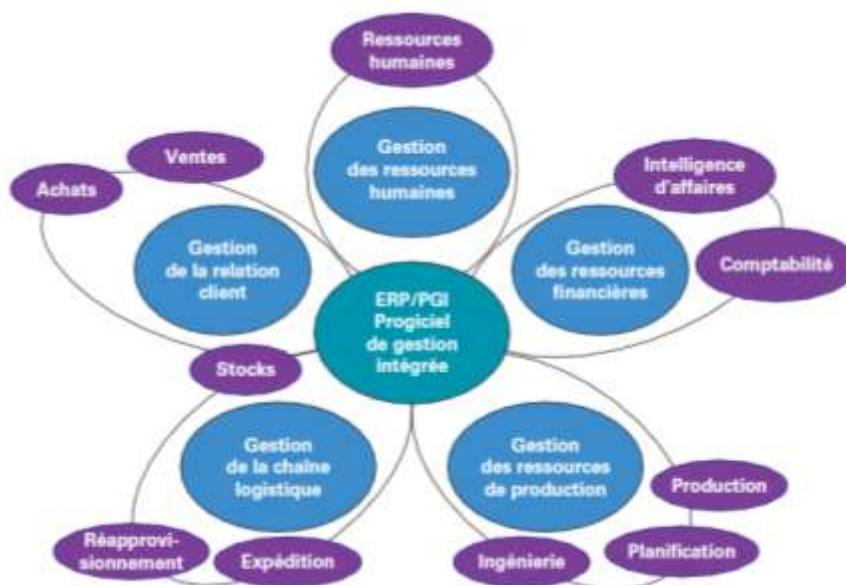 Ressources
humaines
Gestion
des ressources
humaines
Ventes
Achats
Gestion
de la relation
client
Intelligence
d'affaires
Gestion
des ressources
financières
Comptabilité
ERP/PGI
Progiciel
de gestion
intégrée
Stocks
Gestion
de la chaîne
logistique
Gestion
des ressources
de production
Production
Réapprovi-
sionnement
Expédition
Ingénierie
Planification